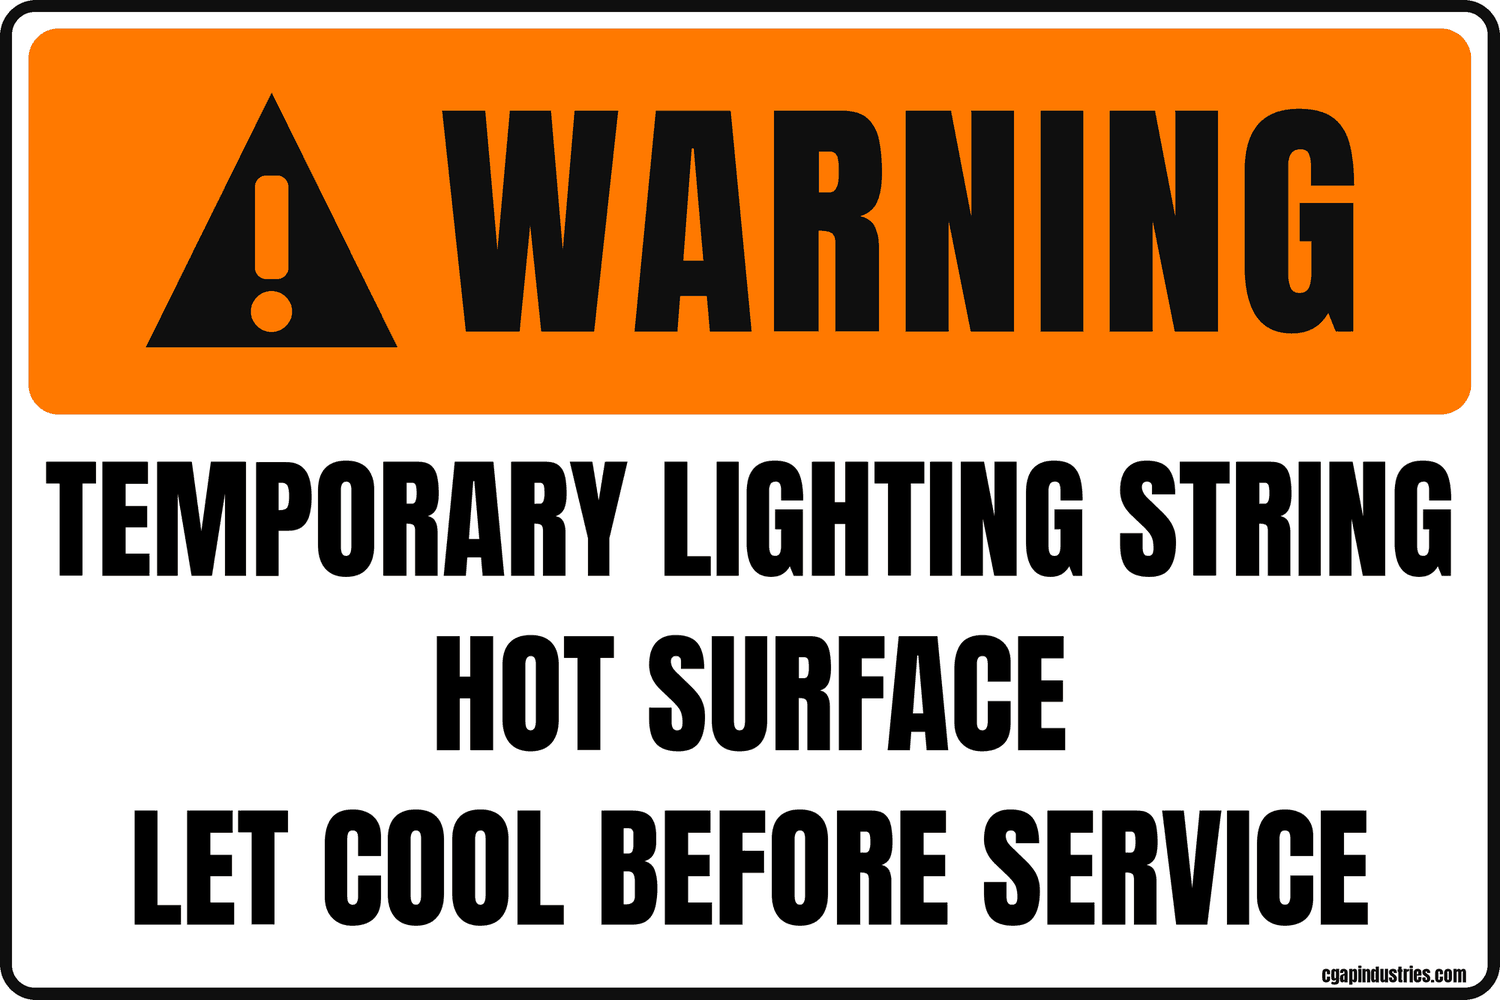 WARNING
TEMPORARY LIGHTING STRING
HOT SURFACE
LET COOL BEFORE SERVICE
cgapindustries.com